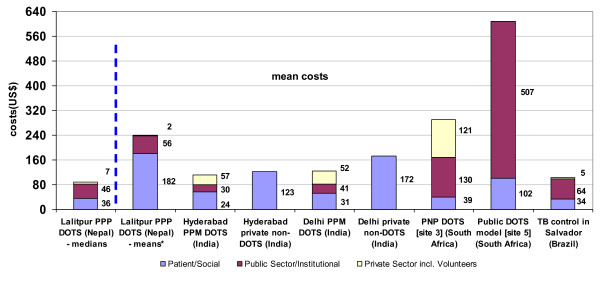 640
560
480
400
320
240
160
80
0
costs(US$)
mean costs
7
46
36
2
56
182
57
30
24
123
52
41
31
172
121
130
39
507
102
5
64
34
Lalitpur PPP
DOTS (Nepal)
- medians
Lalitpur PPP
DOTS (Nepal)
- means*
Hyderabad
PPM DOTS
(India)
Hyderabad
private non-
DOTS (India)
Delhi PPM
DOTS (India)
Delhi private
non-DOTS
(India)
PNP DOTS
[site 3] (South
Africa)
Public DOTS
model [site 5]
(South Africa)
TB control in
Salvador
(Brazil)
Patient/Social
Public Sector/Institutional
Private Sector incl. Volunteers